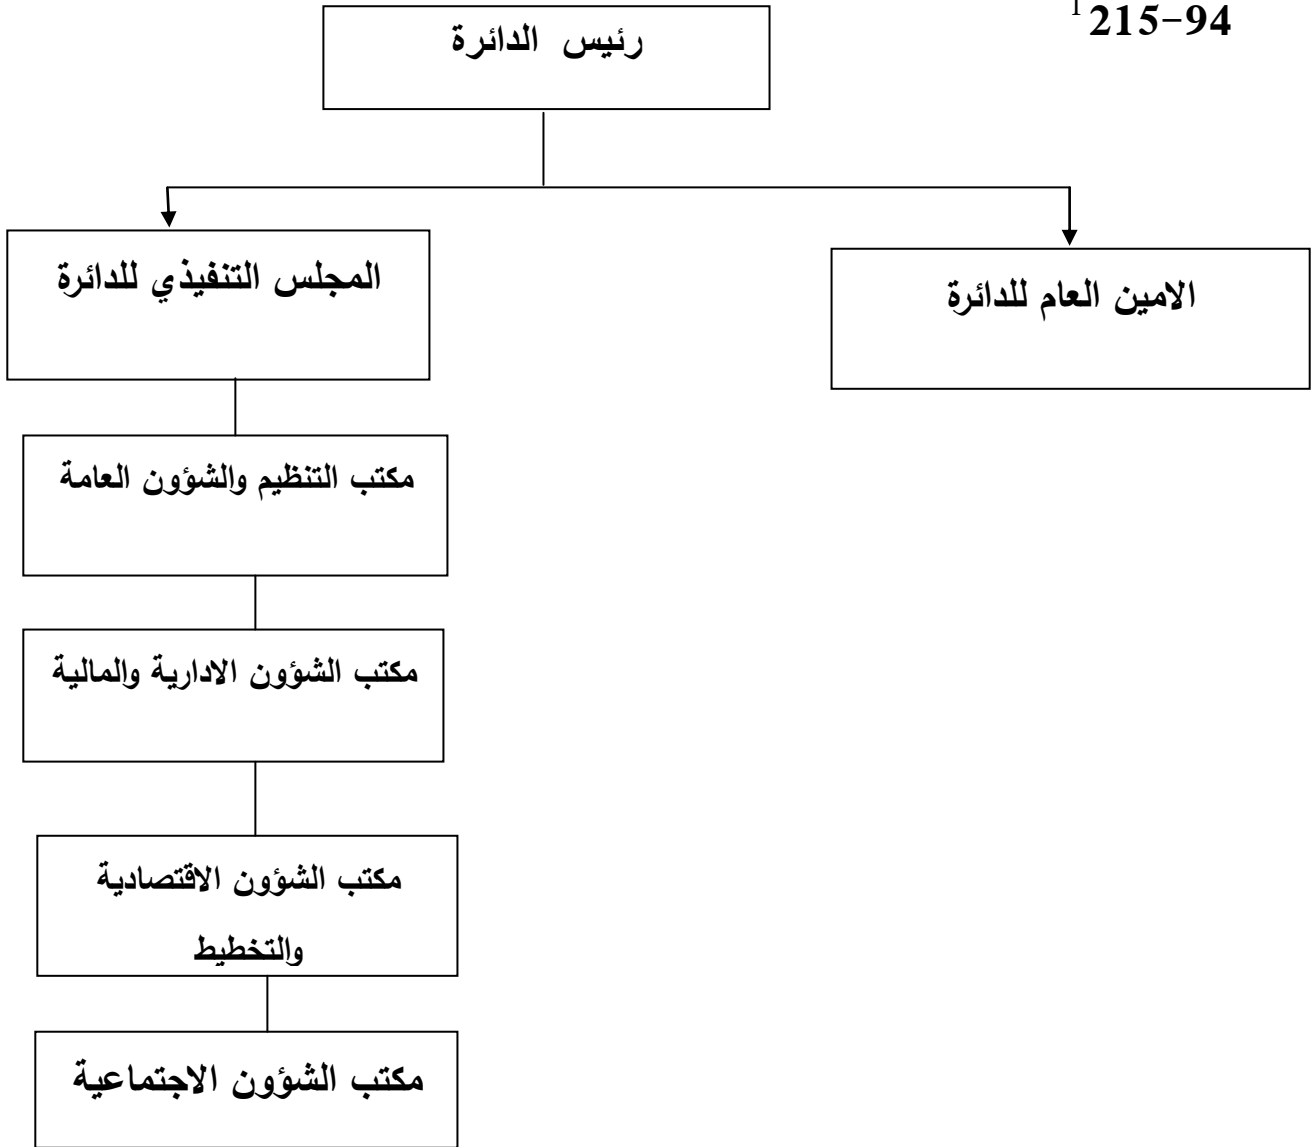 1 215-94
رئيس الدائرة
الامين العام للدائرة
المجلس التنفيذي للدائرة
مكتب التنظيم والشؤون العامة
مكتب الشؤون الادارية والمالية
مكتب الشؤون الاقتصادية
والتخطيط
مكتب الشؤون الاجتماعية